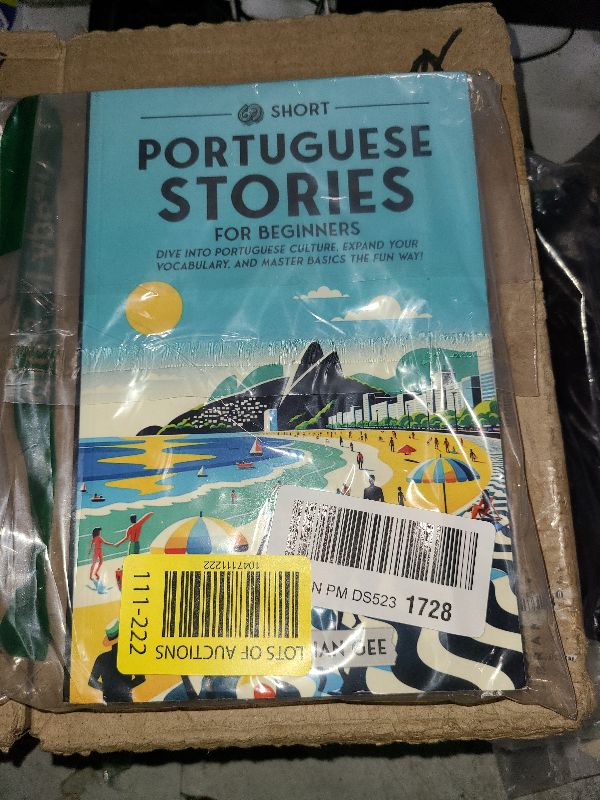 SHORT
PORTUGUESE
STORIES
FOR BEGINNERS
DIVE INTO PORTUGUESE CULTURE, EXPAND YOUR
VOCABULARY, AND MASTER BASICS THE FUN WAY!
N PM DS523 1728
1047111222
111-222
LOTS OF AUCTIONS
GEE